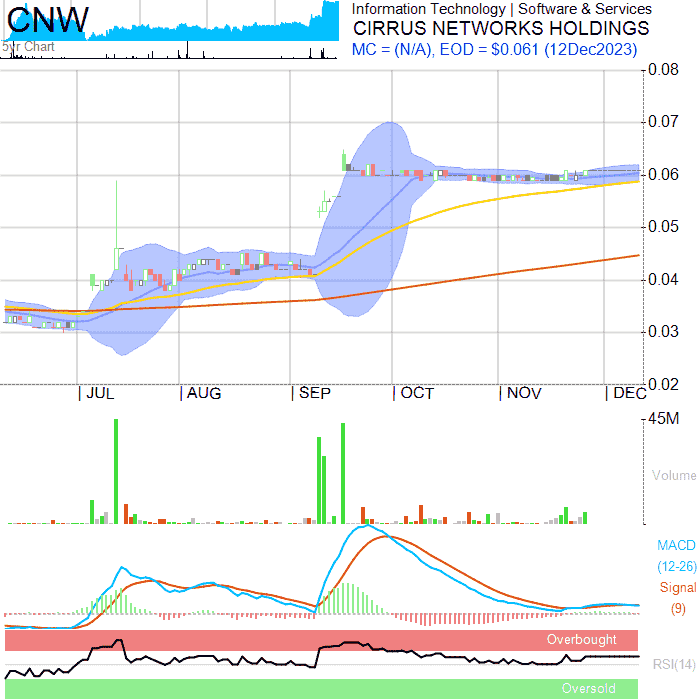 CNW
5yr Chart
Information Technology | Software & Services
CIRRUS NETWORKS HOLDINGS
MC = (N/A), EOD = $0.061 (12Dec2023)
0.08
0.07
0.06
0.05
0.04
0.03
0.02
| JUL | AUG | SEP | OCT | NOV | DEC
45M
Volume
MACD
(12-26)
Signal
(9)
Overbought
RSI(14)
Oversold